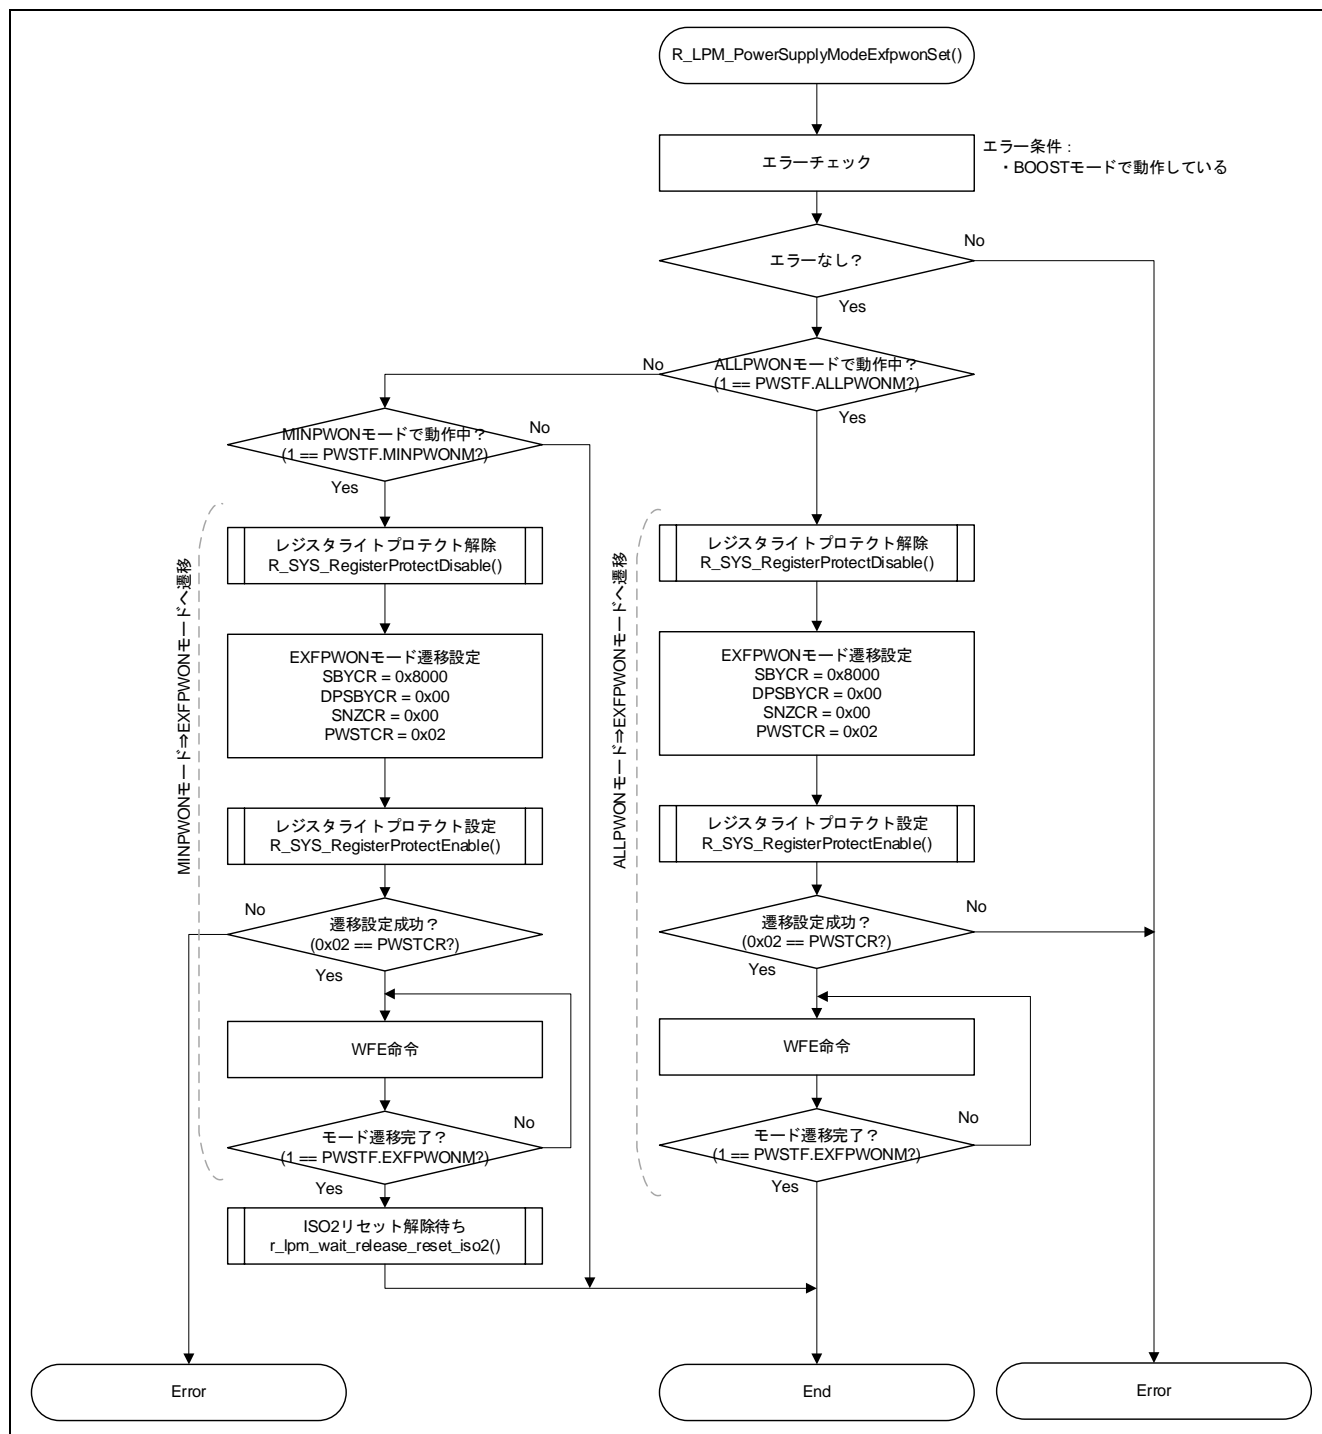 R_LPM_PowerSupplyModeExfpwonSet()
エラーチェック
エラー条件：
・BOOSTモードで動作している
エラーなし？
No
Yes
ALLPWONモードで動作中？
(1 == PWSTF.ALLPWONM?)
No
Yes
MINPWONモードで動作中？
(1 == PWSTF.MINPWONM?)
No
Yes
MINPWONモード⇒EXFPWONモードへ遷移
レジスタライトプロテクト解除
R_SYS_RegisterProtectDisable()
EXFPWONモード遷移設定
SBYCR = 0x8000
DPSBYCR = 0x00
SNZCR = 0x00
PWSTCR = 0x02
レジスタライトプロテクト設定
R_SYS_RegisterProtectEnable()
No
遷移設定成功？
(0x02 == PWSTCR?)
Yes
WFE命令
モード遷移完了？
(1 == PWSTF.EXFPWONM?)
No
Yes
ISO2リセット解除待ち
r_lpm_wait_release_reset_iso2()
ALLPWONモード⇒EXFPWONモードへ遷移
レジスタライトプロテクト解除
R_SYS_RegisterProtectDisable()
EXFPWONモード遷移設定
SBYCR = 0x8000
DPSBYCR = 0x00
SNZCR = 0x00
PWSTCR = 0x02
レジスタライトプロテクト設定
R_SYS_RegisterProtectEnable()
遷移設定成功？
(0x02 == PWSTCR?)
No
Yes
WFE命令
モード遷移完了？
(1 == PWSTF.EXFPWONM?)
No
Yes
Error
End
Error